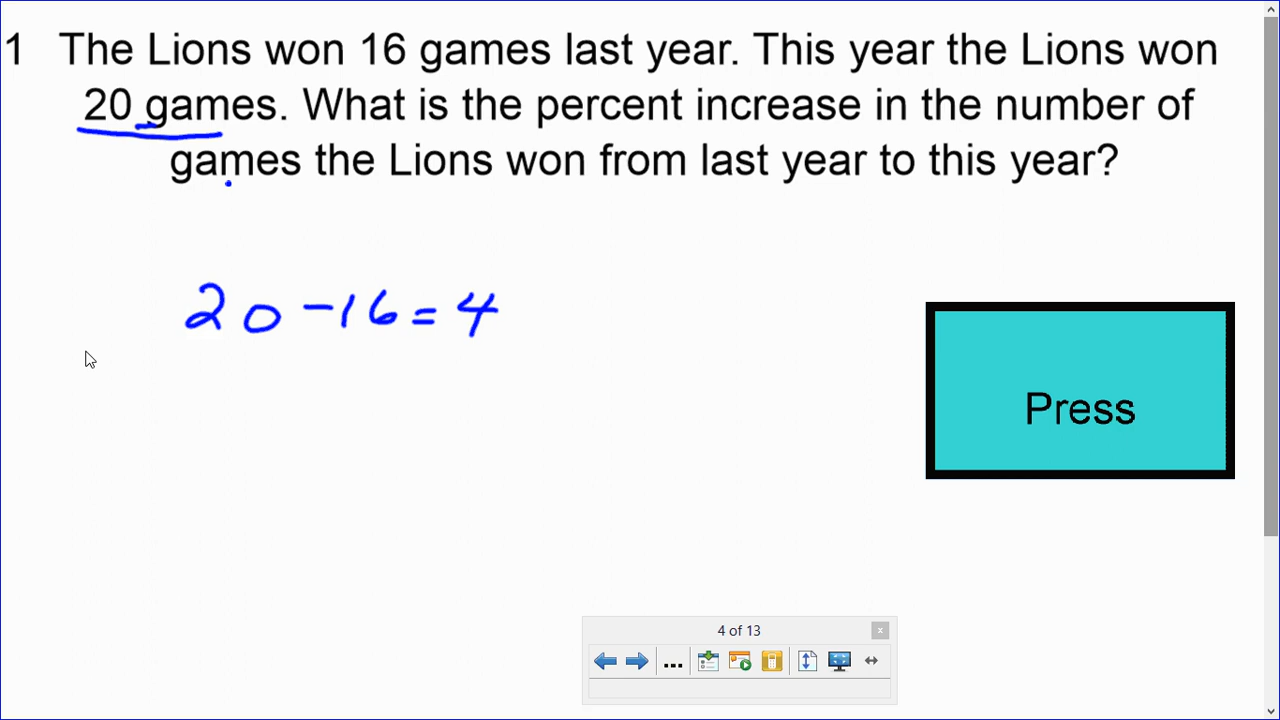 1 The Lions won 16 games last year. This year the Lions won
20 games. What is the percent increase in the number of
games the Lions won from last year to this year?
20-16=4
Press
4 of 13
x
...